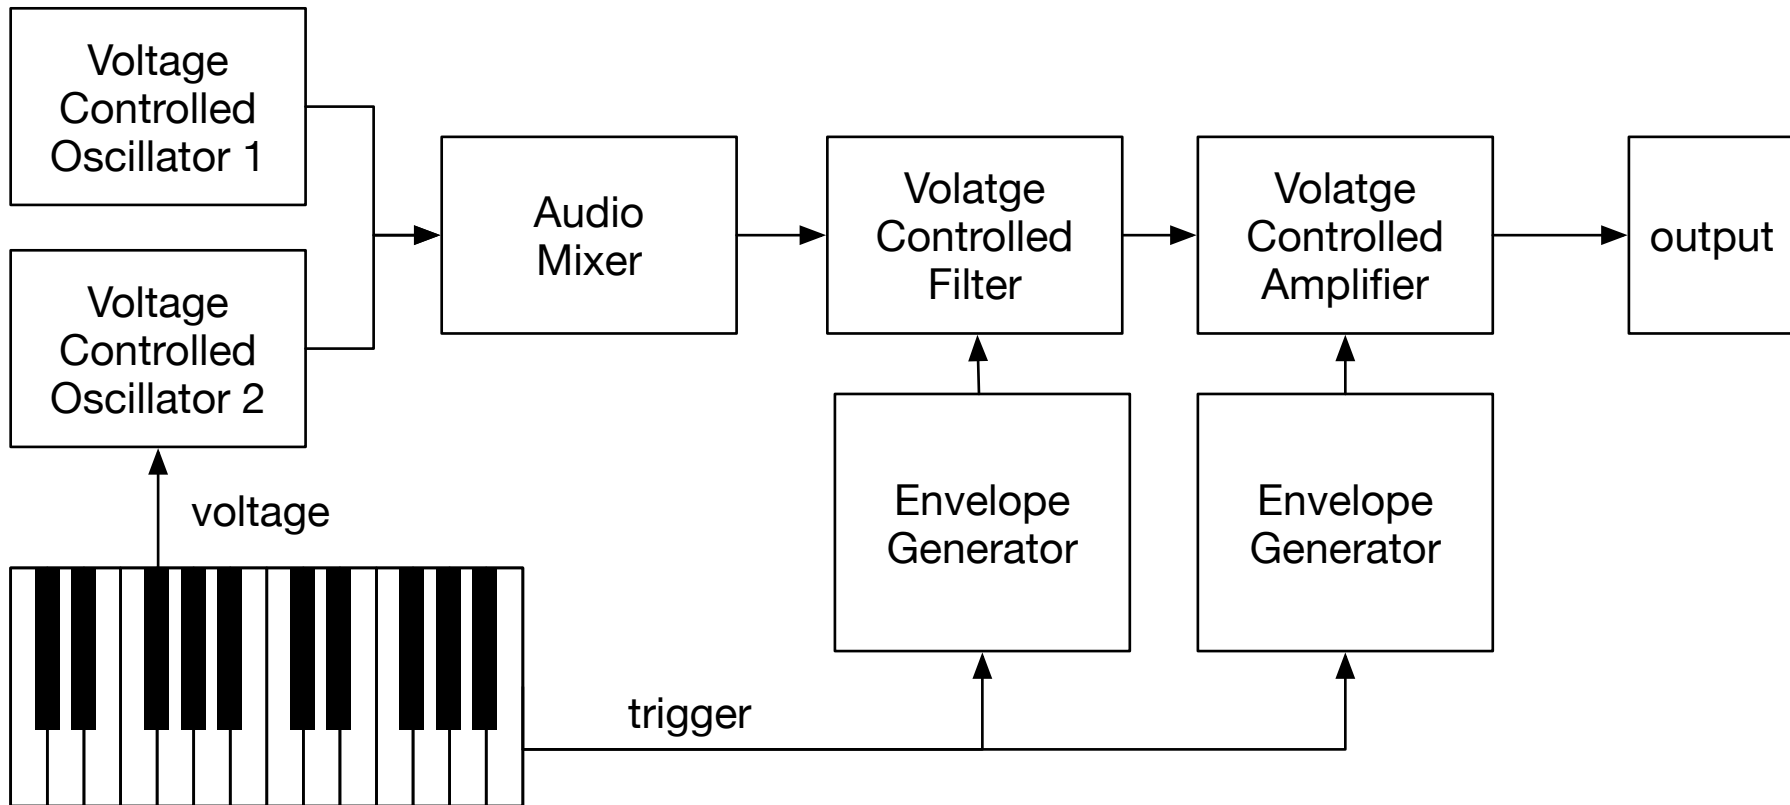 Voltage
Controlled
Oscillator 1
Voltage
Controlled
Oscillator 2
Audio
Mixer
Volatge
Controlled
Filter
Volatge
Controlled
Amplifier
output
voltage
Envelope
Generator
Envelope
Generator
trigger